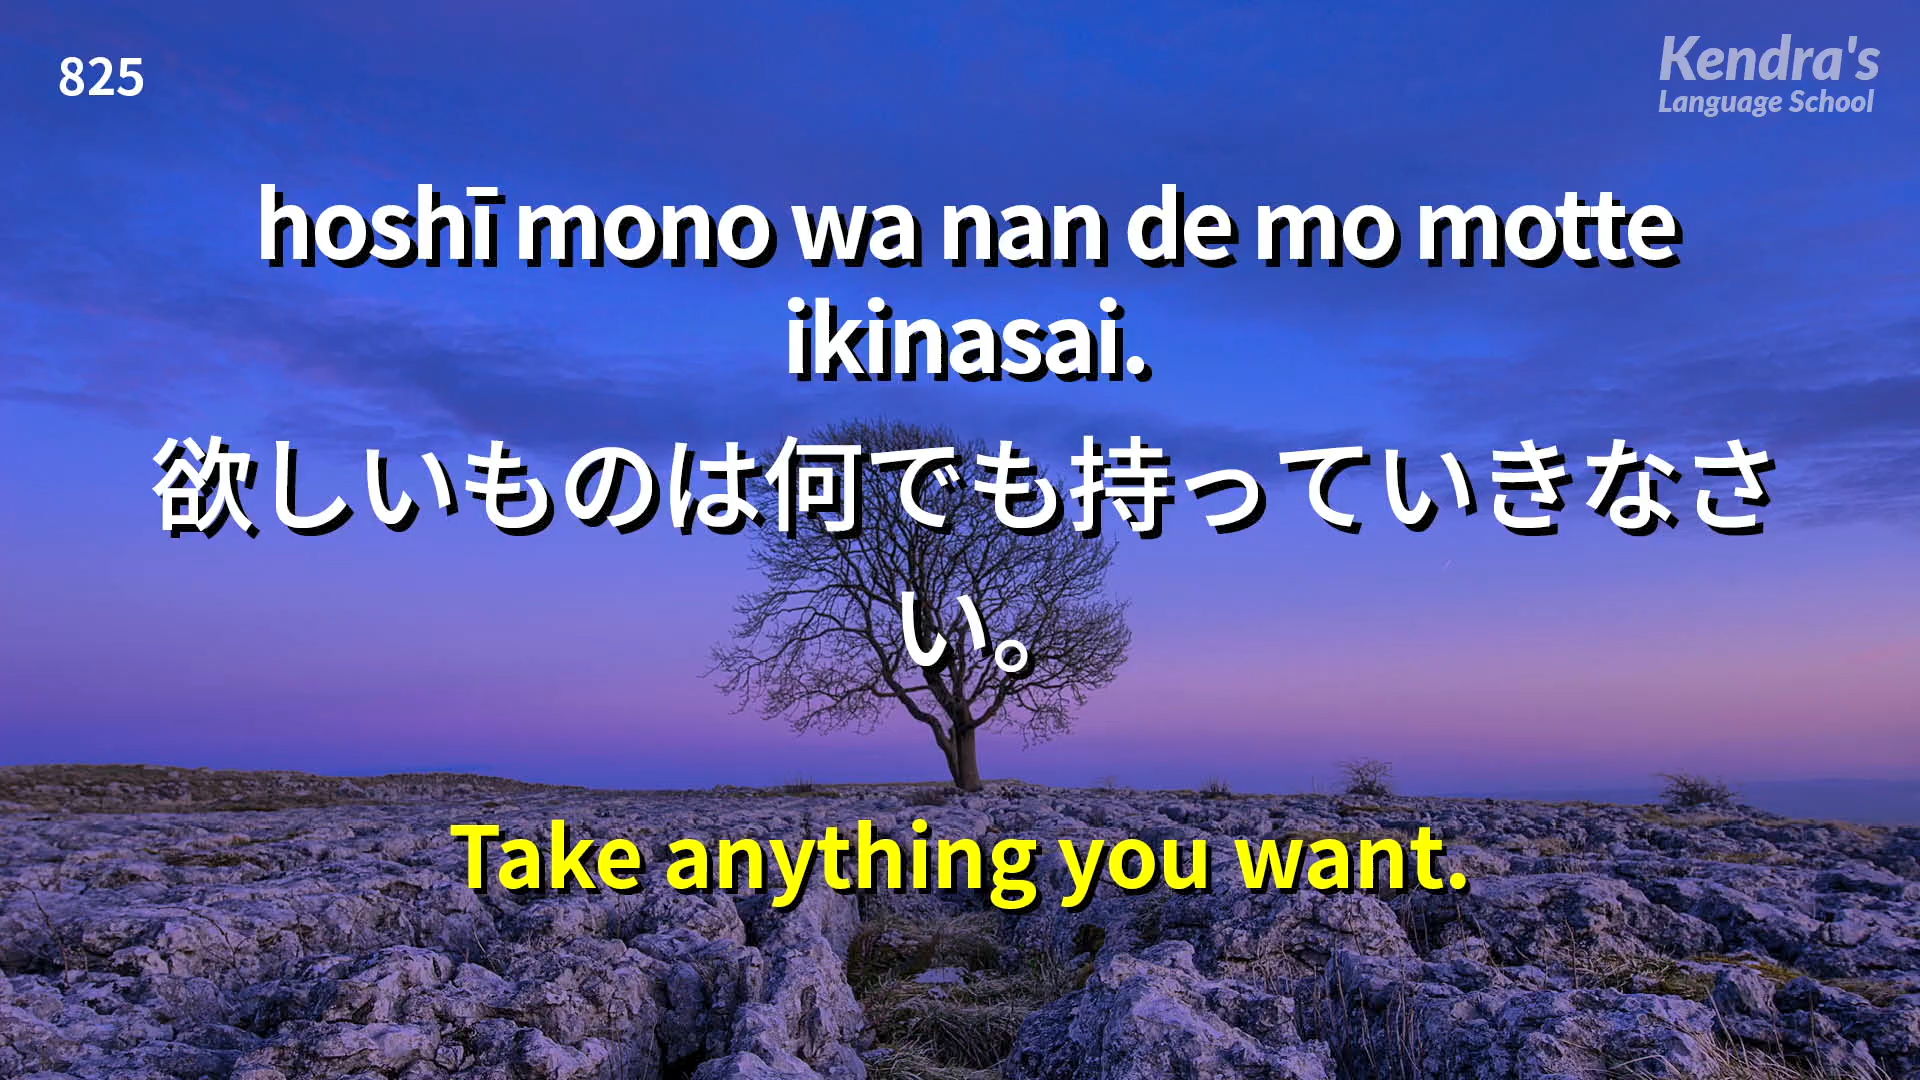 825
Kendra's
Language School
hoshī mono wa nan de mo motte
ikinasai.
欲しいものは何でも持っていきなさ
い。
Take anything you want.